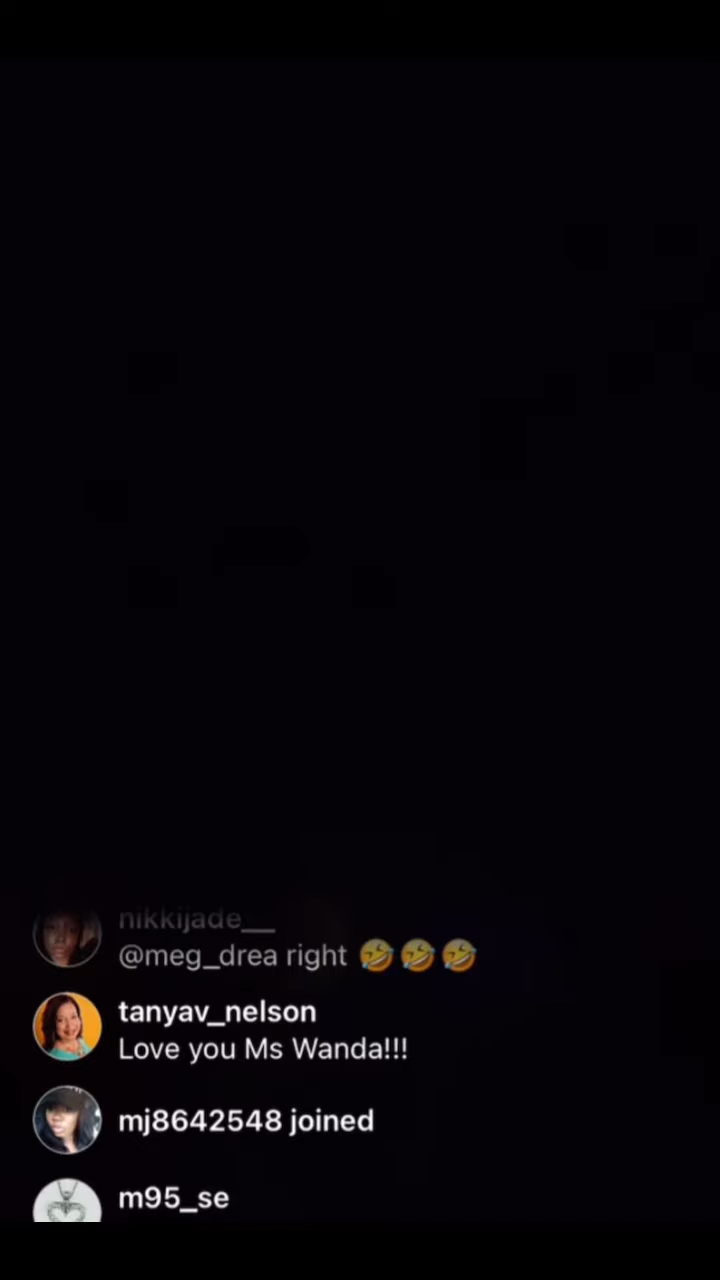 nikkijade__
@meg_drea right 🤣🤣🤣
tanyav_nelson
Love you Ms Wanda!!!
mj8642548 joined
m95_se